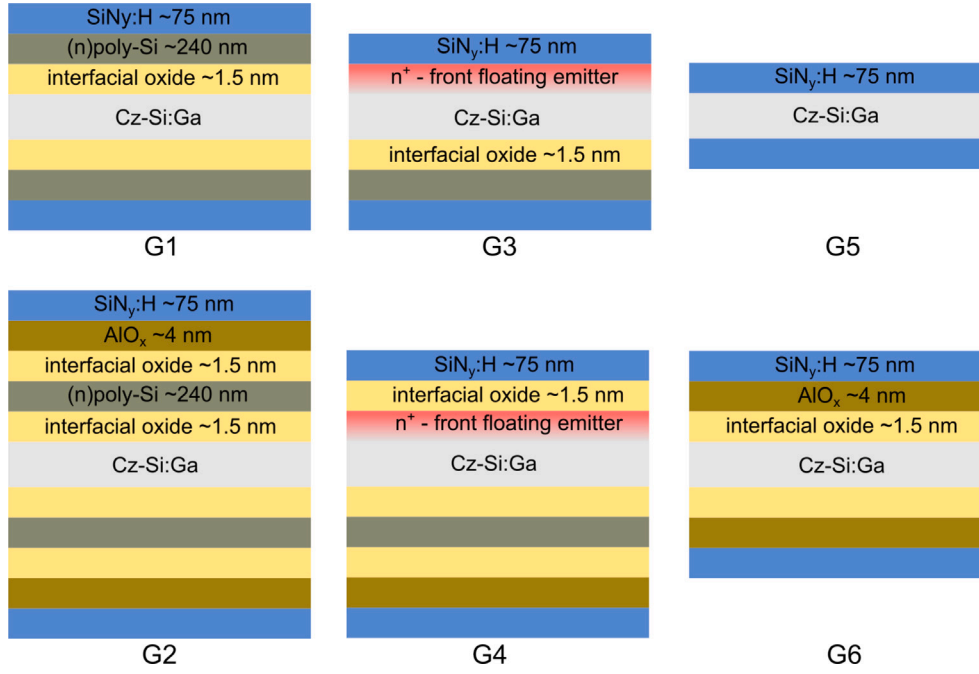 SiNy:H ~75 nm
(n)poly-Si ~240 nm
interfacial oxide ~1.5 nm
Cz-Si:Ga
G1
SiNy:H ~75 nm
n⁺ - front floating emitter
Cz-Si:Ga
interfacial oxide ~1.5 nm
G3
SiNy:H ~75 nm
Cz-Si:Ga
G5
SiNy:H ~75 nm
AlOx ~4 nm
interfacial oxide ~1.5 nm
(n)poly-Si ~240 nm
interfacial oxide ~1.5 nm
Cz-Si:Ga
G2
SiNy:H ~75 nm
interfacial oxide ~1.5 nm
n⁺ - front floating emitter
Cz-Si:Ga
G4
SiNy:H ~75 nm
AlOx ~4 nm
interfacial oxide ~1.5 nm
Cz-Si:Ga
G6